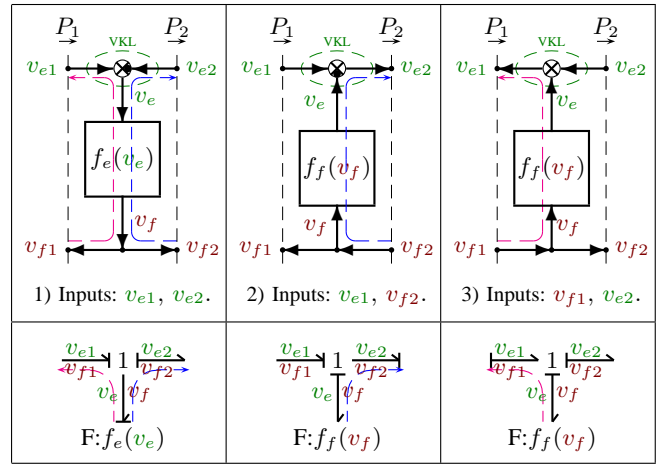 P1 P2 P1 P2 P1 P2
VKL VKL VKL
ve1 ve2 ve1 ve2 ve1 ve2
ve ve ve
fe(ve) ff(vf) ff(vf)
vf vf vf
vf1 vf2 vf1 vf2 vf1 vf2
1) Inputs: ve1, ve2. 2) Inputs: ve1, vf2. 3) Inputs: vf1, ve2.
ve1 ve2 ve1 ve2 ve1 ve2
1 1 1
vf1 vf2 vf1 vf2 vf1 vf2
ve vf ve vf ve vf
F:fe(ve) F:ff(vf) F:ff(vf)